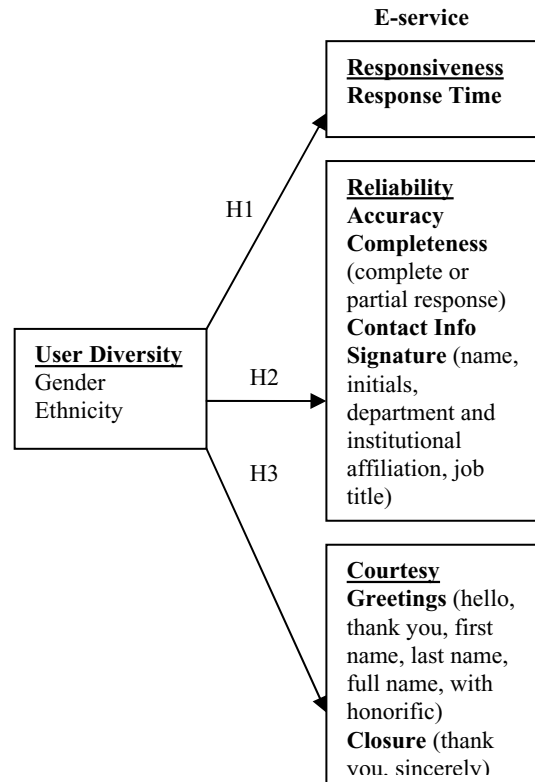 E-service
Responsiveness
Response Time
H1
Reliability
Accuracy
Completeness
(complete or
partial response)
Contact Info
Signature (name,
initials,
department and
institutional
affiliation, job
title)
User Diversity
Gender
Ethnicity
H2
H3
Courtesy
Greetings (hello,
thank you, first
name, last name,
full name, with
honorific)
Closure (thank
you, sincerely)